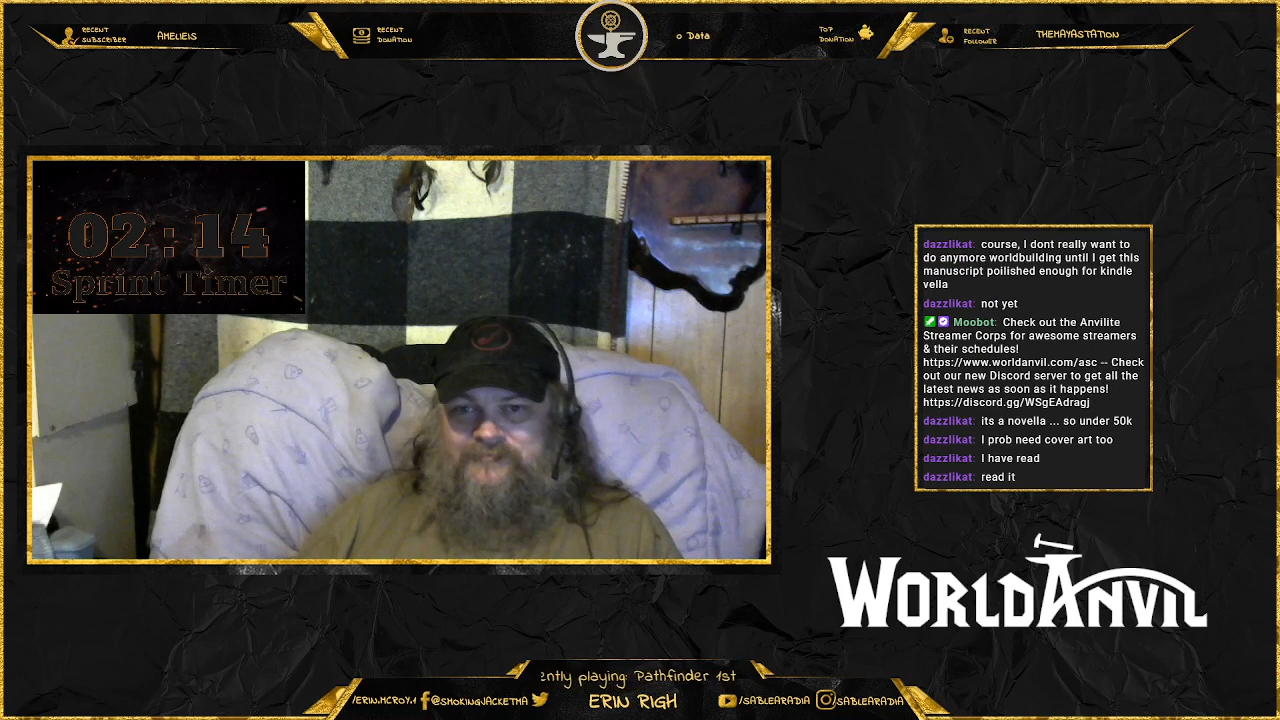 RECENT
SUBSCRIBER
AMELIEIS
RECENT
DONATION
o Data
TOP
DONATION
RECENT
FOLLOWER
THEMAYASTATION
02:14
Sprint Timer
dazzlikat: course, I dont really want to
do anymore worldbuilding until I get this
manuscript poilished enough for kindle
vella
dazzlikat: not yet
Moobot: Check out the Anvilite
Streamer Corps for awesome streamers
& their schedules!
https://www.worldanvil.com/asc -- Check
out our new Discord server to get all the
latest news as soon as it happens!
https://discord.gg/WSgEAdragj
dazzlikat: its a novella ... so under 50k
dazzlikat: I prob need cover art too
dazzlikat: I have read
dazzlikat: read it
WORLDANVIL
ently playing: Pathfinder 1st
/ERIN.MCROY.1
@SMOKINGJACKETMA
ERIN RIGH
/SABLEARADIA
/SABLEARADIA